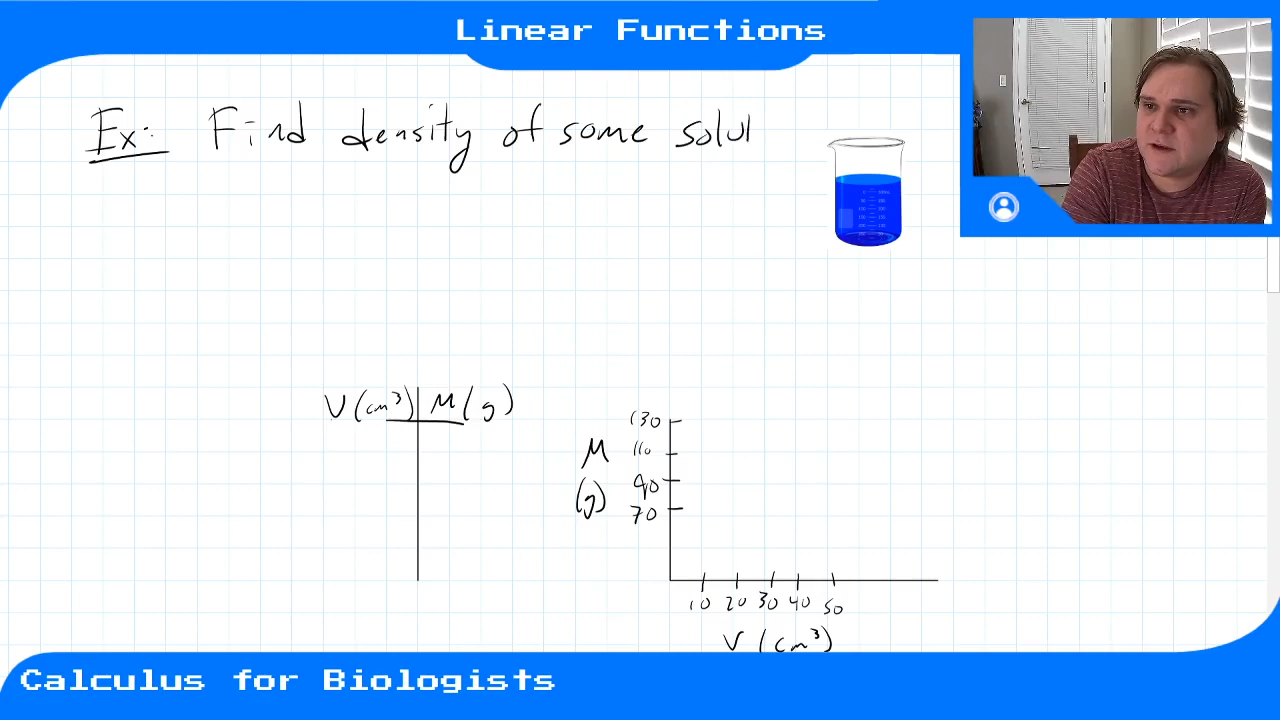 Linear Functions
Ex: Find density of some solu
V (cm³) M (g)
130
M 110
90
(g) 70
10 20 30 40 50
V (cm³)
Calculus for Biologists